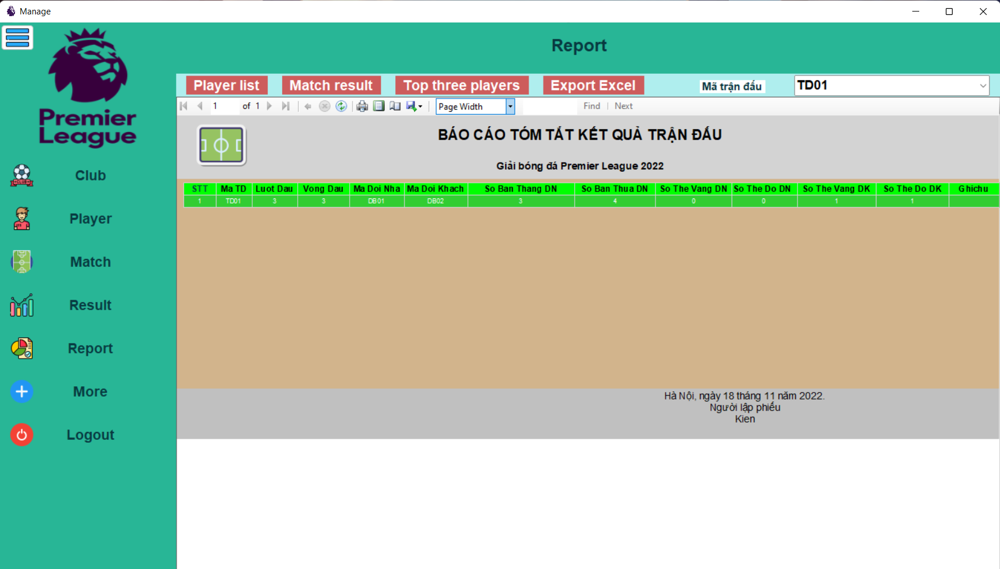 Manage
Premier
League
Club
Player
Match
Result
Report
More
Logout
Report
Player list Match result Top three players Export Excel Mã trận đấu TD01
1 of 1 Page Width Find | Next
BÁO CÁO TÓM TẮT KẾT QUẢ TRẬN ĐẤU
Giải bóng đá Premier League 2022
STT Ma TD Luot Dau Vong Dau Ma Doi Nha Ma Doi Khach So Ban Thang DN So Ban Thua DN So The Vang DN So The Do DN So The Vang DK So The Do DK Ghichu
1 TD01 3 3 DB01 DB02 3 4 0 0 1 1
Hà Nội, ngày 18 tháng 11 năm 2022.
Người lập phiếu
Kien